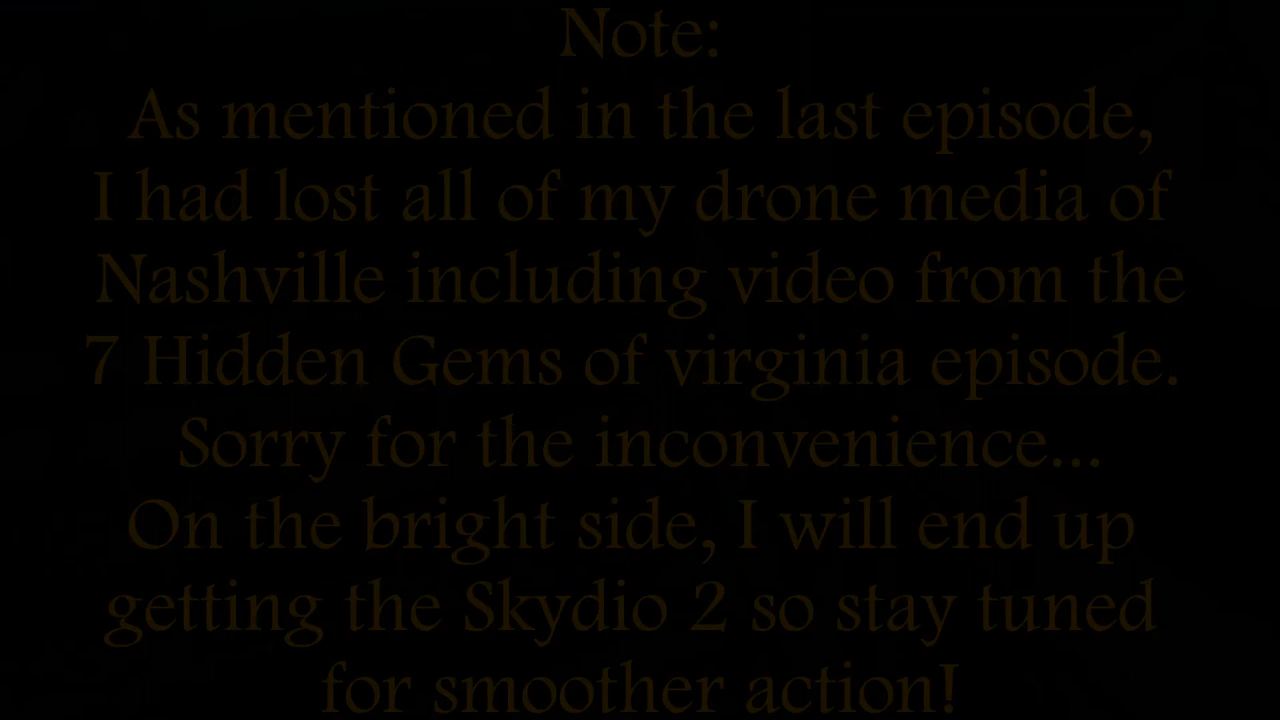 Note:
As mentioned in the last episode,
I had lost all of my drone media of
Nashville including video from the
7 Hidden Gems of virginia episode.
Sorry for the inconvenience...
On the bright side, I will end up
getting the Skydio 2 so stay tuned
for smoother action!